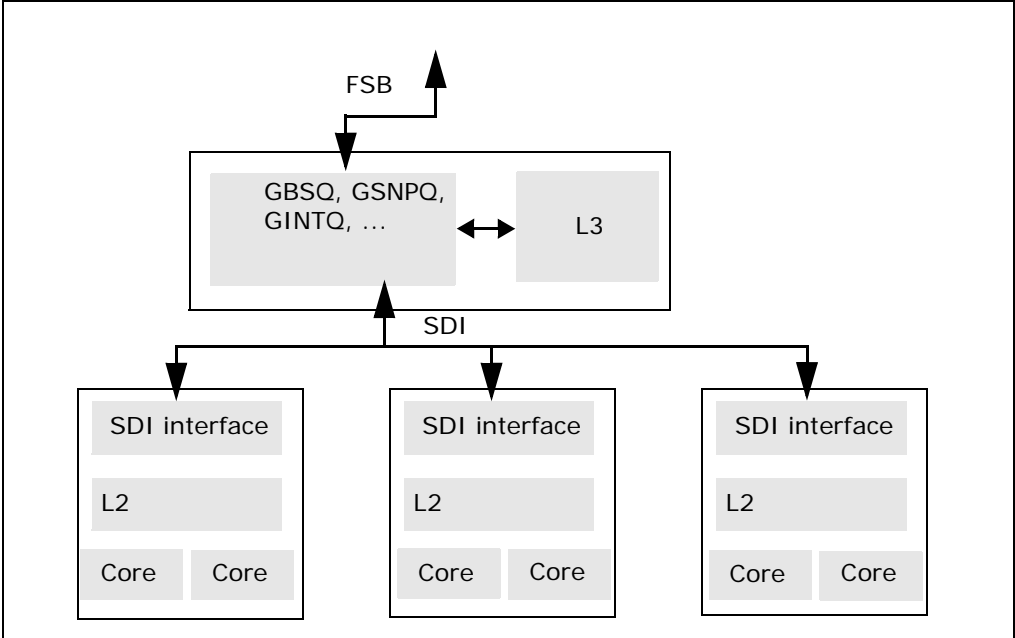 FSB
GBSQ, GSNPQ,
GINTQ, ...
L3
SDI
SDI interface
L2
Core
Core
SDI interface
L2
Core
Core
SDI interface
L2
Core
Core